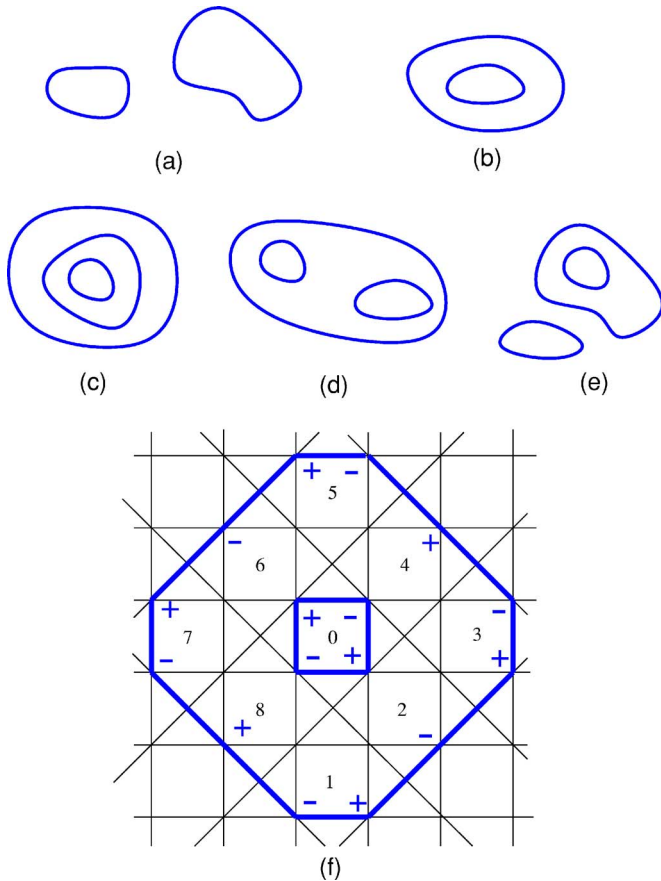 (a)
(b)
(c)
(d)
(e)
+ -
5
- +
6 4
+ + - -
7 0 3
- - + +
8 2
+ -
1
- +
(f)